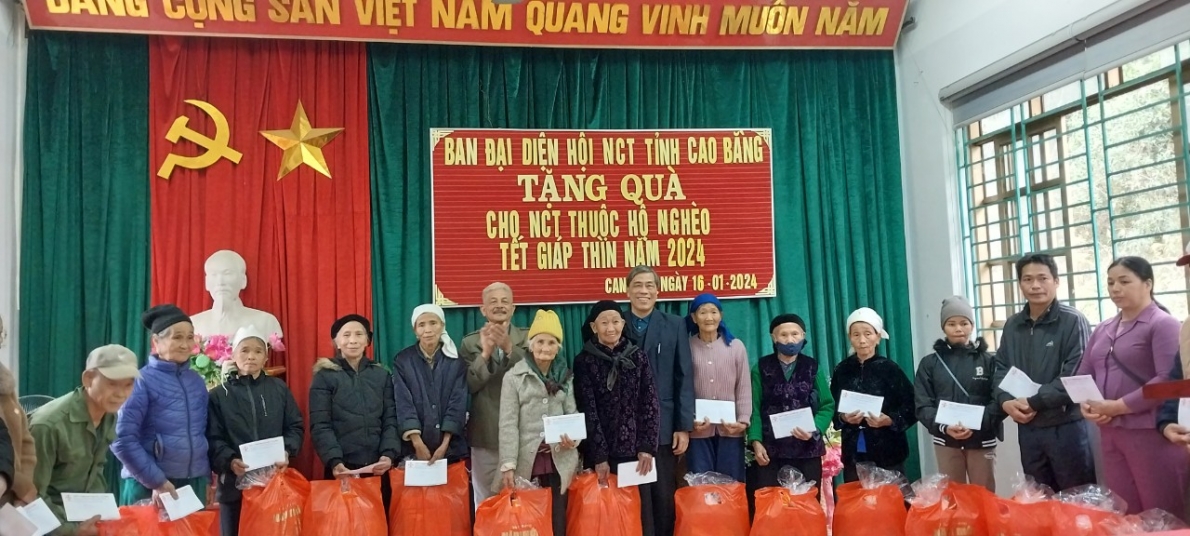 ĐẢNG CỘNG SẢN VIỆT NAM QUANG VINH MUÔN NĂM
BAN ĐẠI DIỆN HỘI NCT TỈNH CAO BẰNG
TẶNG QUÀ
CHO NCT THUỘC HỘ NGHÈO
TẾT GIÁP THÌN NĂM 2024
CAN NGÀY 16-01-2024